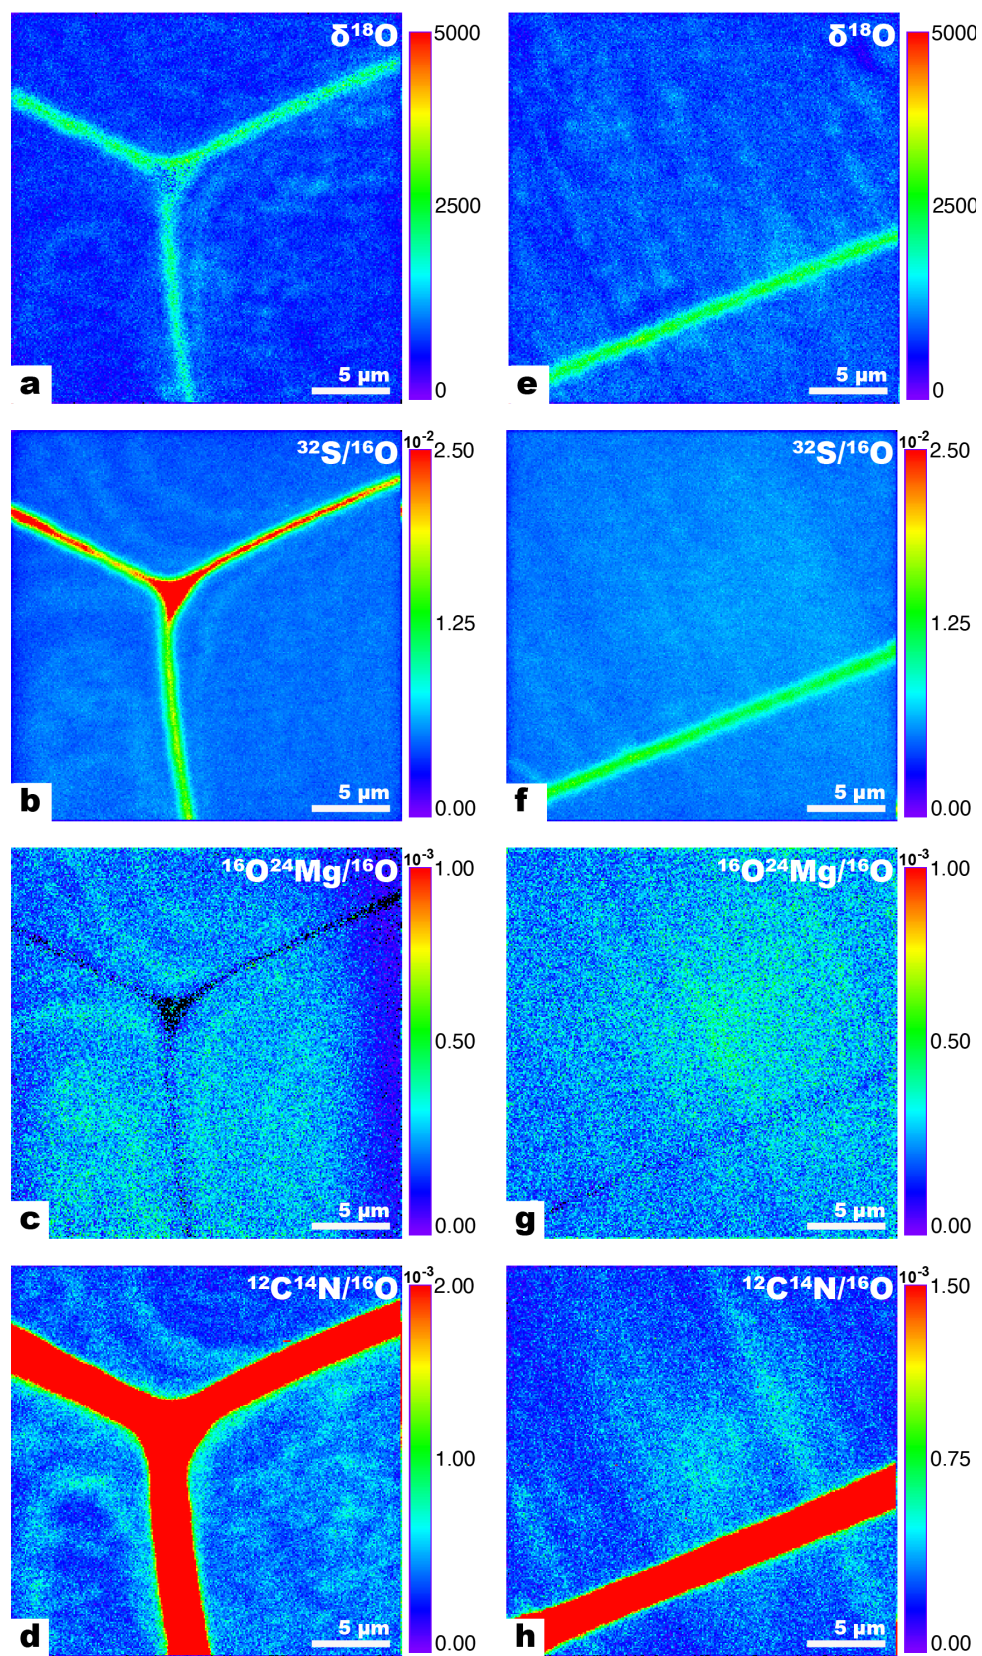 δ¹⁸O
5000
2500
0
5 µm
a
δ¹⁸O
5000
2500
0
5 µm
e
³²S/¹⁶O
10⁻²
2.50
1.25
0.00
5 µm
b
³²S/¹⁶O
10⁻²
2.50
1.25
0.00
5 µm
f
¹⁶O²⁴Mg/¹⁶O
10⁻³
1.00
0.50
0.00
5 µm
c
¹⁶O²⁴Mg/¹⁶O
10⁻³
1.00
0.50
0.00
5 µm
g
¹²C¹⁴N/¹⁶O
10⁻³
2.00
1.00
0.00
5 µm
d
¹²C¹⁴N/¹⁶O
10⁻³
1.50
0.75
0.00
5 µm
h